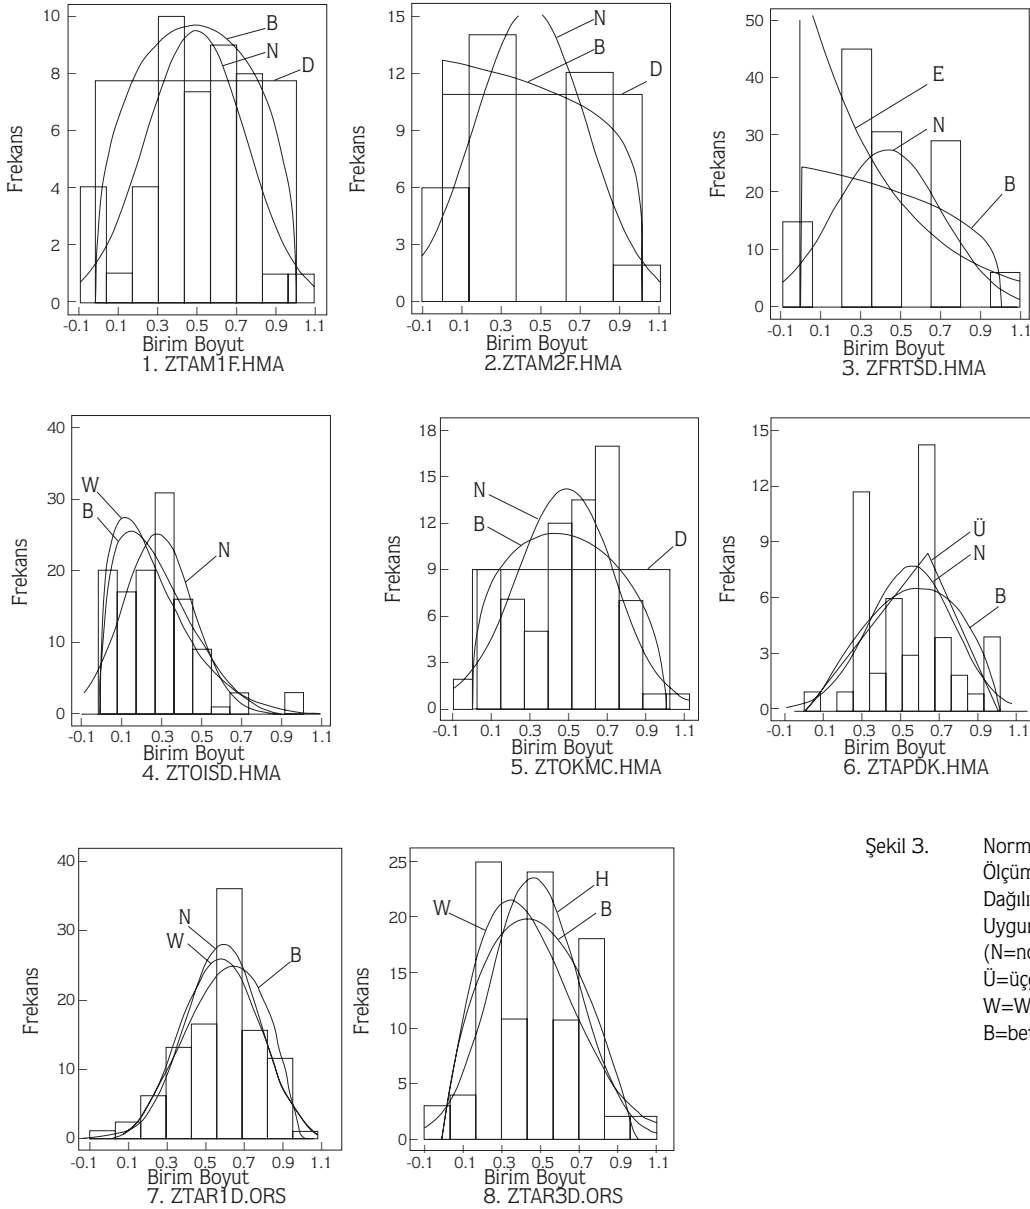 10
8
6
4
2
0
Frekans
B
N
D
-0.1 0.1 0.3 0.5 0.7 0.9 1.1
Birim Boyut
1. ZTAM1F.HMA
15
12
9
6
3
0
Frekans
N
B
D
-0.1 0.1 0.3 0.5 0.7 0.9 1.1
Birim Boyut
2.ZTAM2F.HMA
50
40
30
20
10
0
Frekans
E
N
B
-0.1 0.1 0.3 0.5 0.7 0.9 1.1
Birim Boyut
3. ZFRTSD.HMA
40
30
20
10
0
Frekans
W
B
N
-0.1 0.1 0.3 0.5 0.7 0.9 1.1
Birim Boyut
4. ZTOISD.HMA
18
15
12
9
6
3
0
Frekans
N
B
D
-0.1 0.1 0.3 0.5 0.7 0.9 1.1
Birim Boyut
5. ZTOKMC.HMA
15
12
9
6
3
0
Frekans
Ü
N
B
-0.1 0.1 0.3 0.5 0.7 0.9 1.1
Birim Boyut
6. ZTAPDK.HMA
40
30
20
10
0
Frekans
N
W
B
-0.1 0.1 0.3 0.5 0.7 0.9 1.1
Birim Boyut
7. ZTAR1D.ORS
25
20
15
10
5
0
Frekans
W
H
B
-0.1 0.1 0.3 0.5 0.7 0.9 1.1
Birim Boyut
8. ZTAR3D.ORS
Şekil 3. Norm
Ölçüm
Dağılı
Uygur
(N=no
Ü=üçg
W=W
B=bet